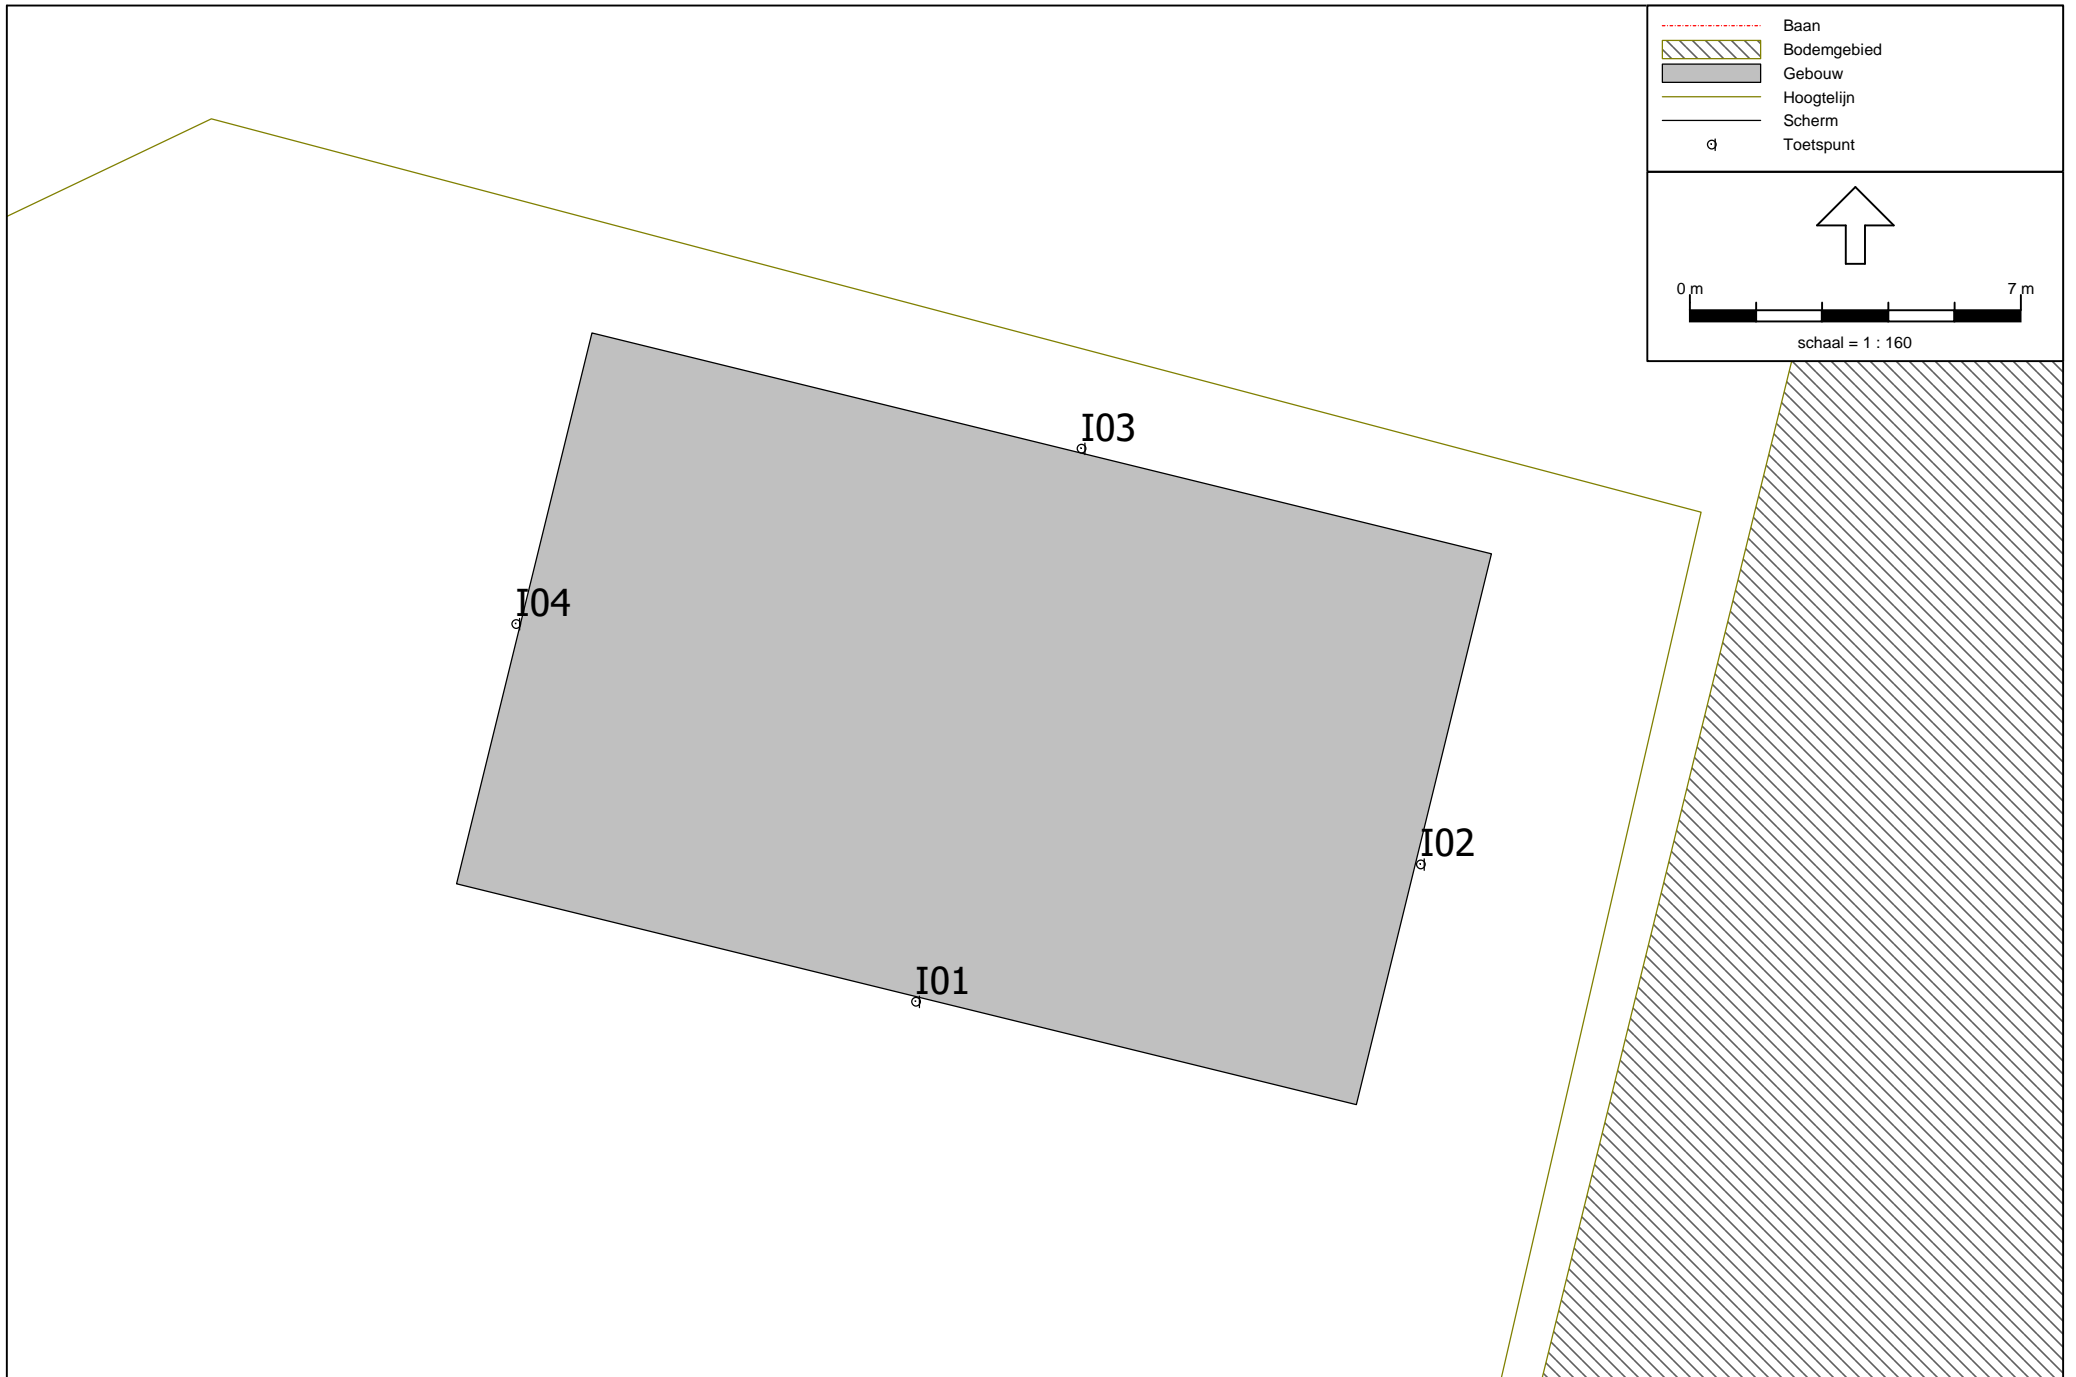 Baan
Bodemgebied
Gebouw
Hoogtelijn
Scherm
Toetspunt
0 m 7 m
schaal = 1 : 160
I03
I04
I02
I01